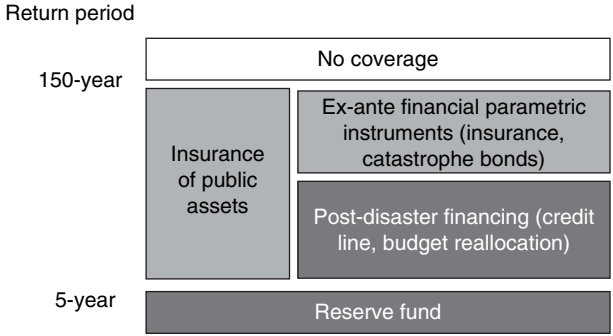 Return period
No coverage
150-year
Insurance
of public
assets
Ex-ante financial parametric
instruments (insurance,
catastrophe bonds)
Post-disaster financing (credit
line, budget reallocation)
5-year
Reserve fund